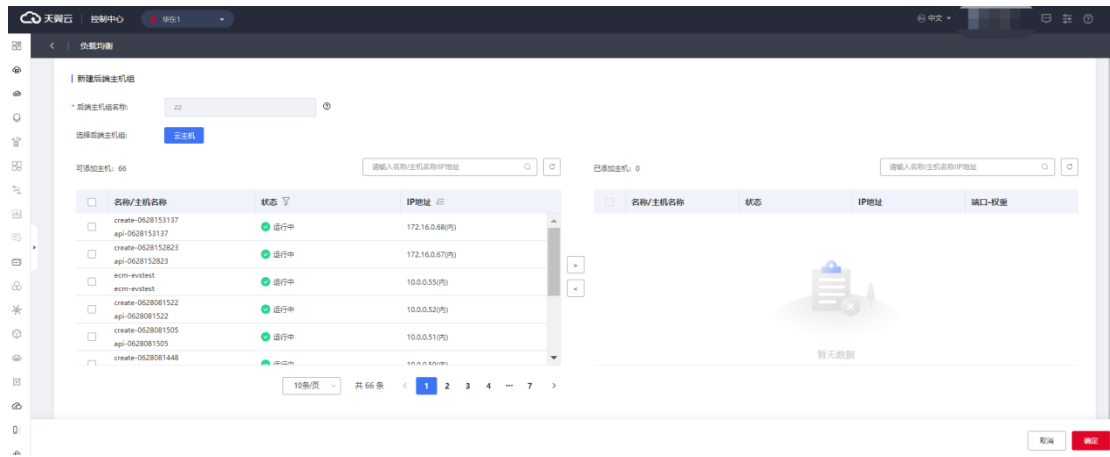 天翼云 控制中心 华东1 中文
负载均衡
新建后端主机组
* 后端主机组名称: zz
选择后端主机组: 云主机
可添加主机: 66 请输入名称/主机名称/IP地址 已添加主机: 0 请输入名称/主机名称/IP地址
名称/主机名称 状态 IP地址 名称/主机名称 状态 IP地址 端口-权重
create-0628153137
api-0628153137 运行中 172.16.0.68(内)
create-0628152823
api-0628152823 运行中 172.16.0.67(内)
ecm-evstest
ecm-evstest 运行中 10.0.0.55(内)
create-0628081522
api-0628081522 运行中 10.0.0.52(内)
create-0628081505
api-0628081505 运行中 10.0.0.51(内)
create-0628081448
运行中 10.0.0.50(内)
暂无数据
10条/页 共 66 条 < 1 2 3 4 ··· 7 >
取消 确定